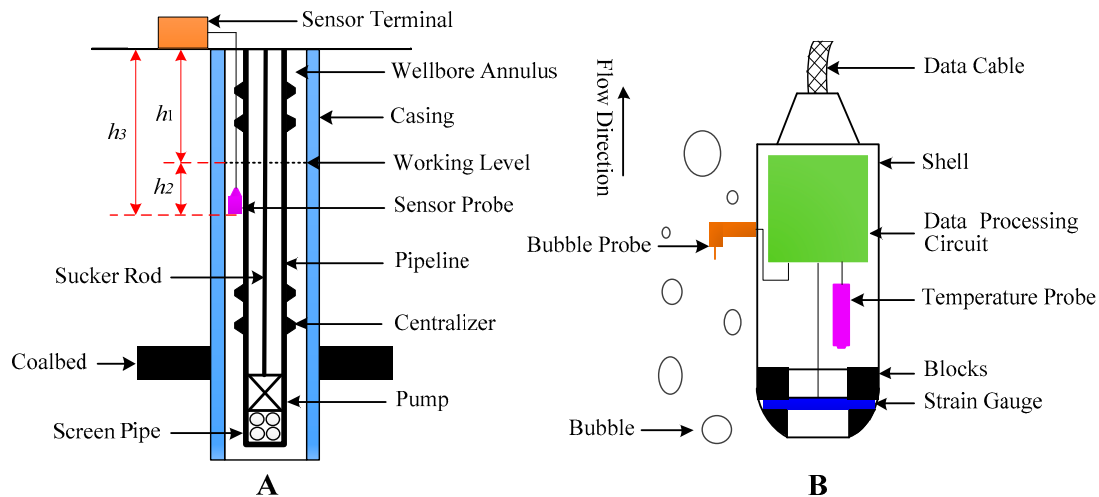 Sensor Terminal
Wellbore Annulus
h1
h3
Casing
Working Level
h2
Sensor Probe
Pipeline
Sucker Rod
Centralizer
Coalbed
Pump
Screen Pipe
A
Flow Direction
Data Cable
Shell
Data Processing
Circuit
Bubble Probe
Temperature Probe
Blocks
Strain Gauge
Bubble
B